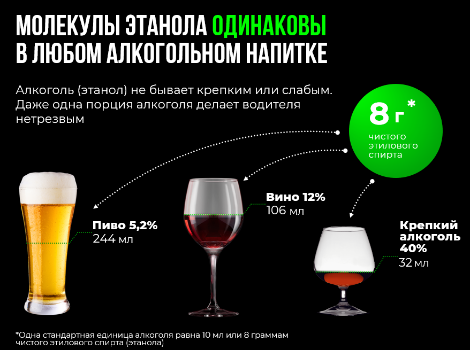 МОЛЕКУЛЫ ЭТАНОЛА ОДИНАКОВЫ
В ЛЮБОМ АЛКОГОЛЬНОМ НАПИТКЕ
Алкоголь (этанол) не бывает крепким или слабым.
Даже одна порция алкоголя делает водителя
нетрезвым
8 г*
чистого
этилового
спирта
Вино 12%
106 мл
Пиво 5,2%
244 мл
Крепкий
алкоголь
40%
32 мл
*Одна стандартная единица алкоголя равна 10 мл или 8 граммам
чистого этилового спирта (этанола)